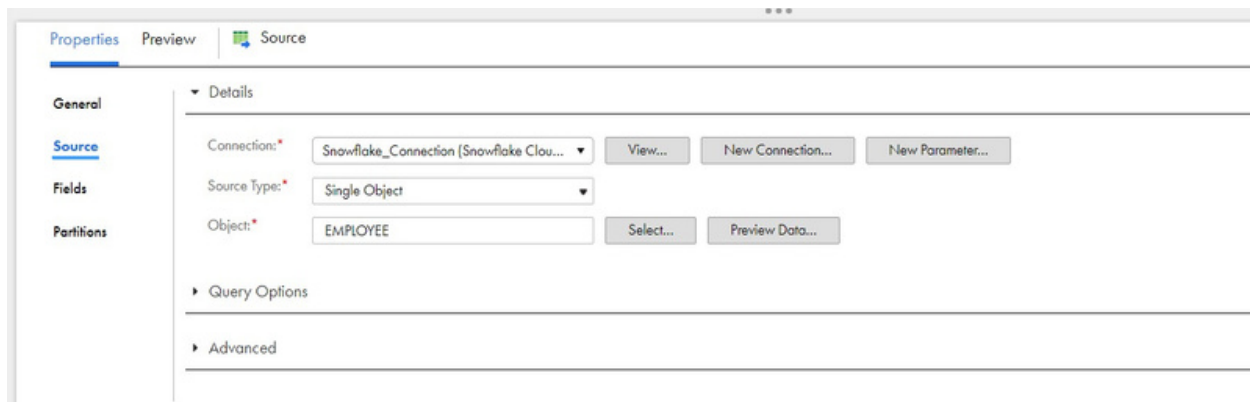 Properties Preview Source
General
Source
Fields
Partitions
Details
Connection:* Snowflake_Connection (Snowflake Clou... View... New Connection... New Parameter...
Source Type:* Single Object
Object:* EMPLOYEE Select... Preview Data...
Query Options
Advanced